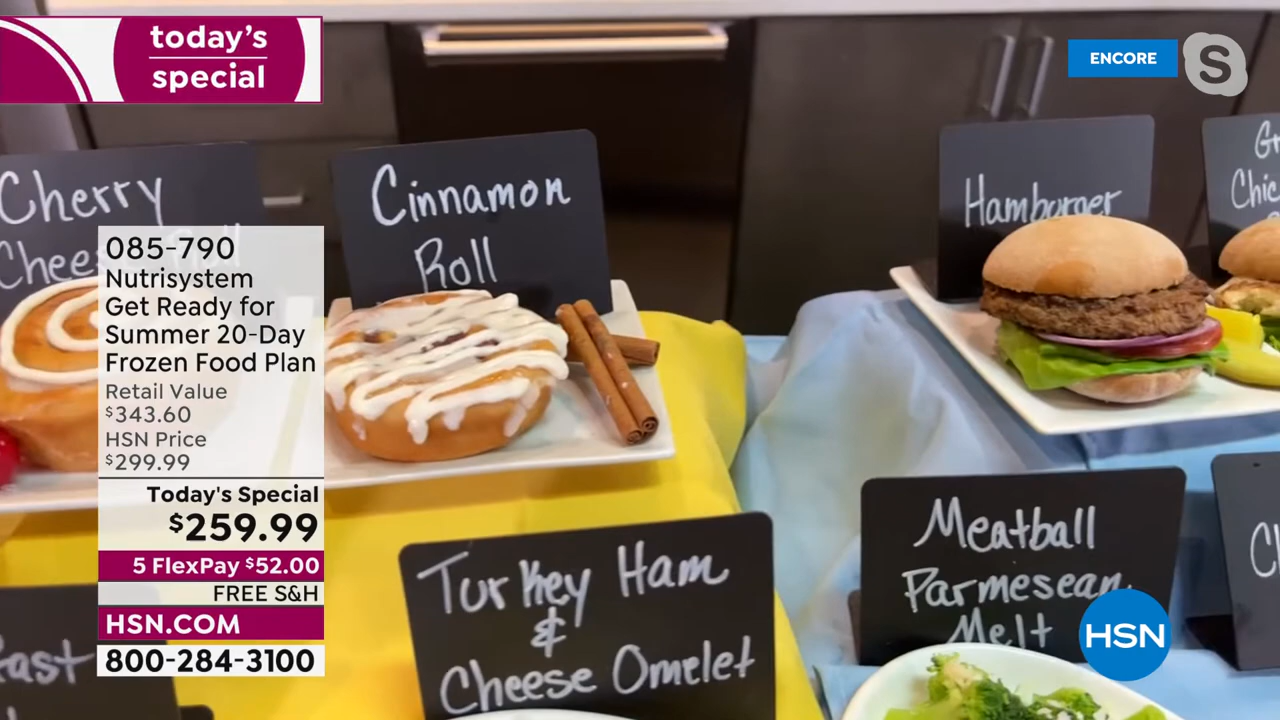 today's
special
ENCORE
S
Cherry
Cheese
Cinnamon
Roll
Hamburger
085-790
Nutrisystem
Get Ready for
Summer 20-Day
Frozen Food Plan
Retail Value
$343.60
HSN Price
$299.99
Today's Special
$259.99
5 FlexPay $52.00
FREE S&H
HSN.COM
800-284-3100
Turkey Ham
&
Cheese Omelet
Meatball
Parmesean
Melt
HSN